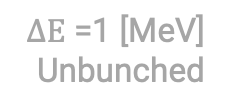 ΔE =1 [MeV]
Unbunched